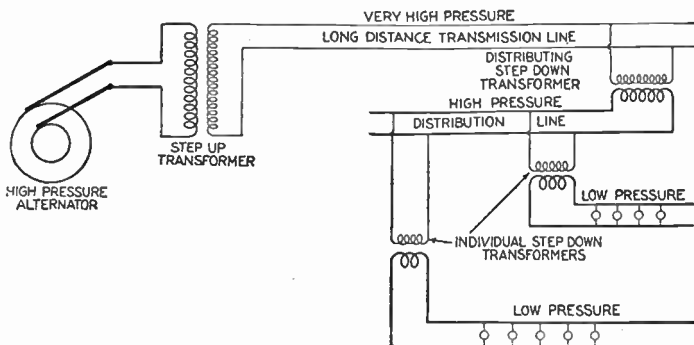 VERY HIGH PRESSURE
LONG DISTANCE TRANSMISSION LINE
DISTRIBUTING
STEP DOWN
TRANSFORMER
HIGH PRESSURE
DISTRIBUTION LINE
STEP UP
TRANSFORMER
HIGH PRESSURE
ALTERNATOR
LOW PRESSURE
INDIVIDUAL STEP DOWN
TRANSFORMERS
LOW PRESSURE